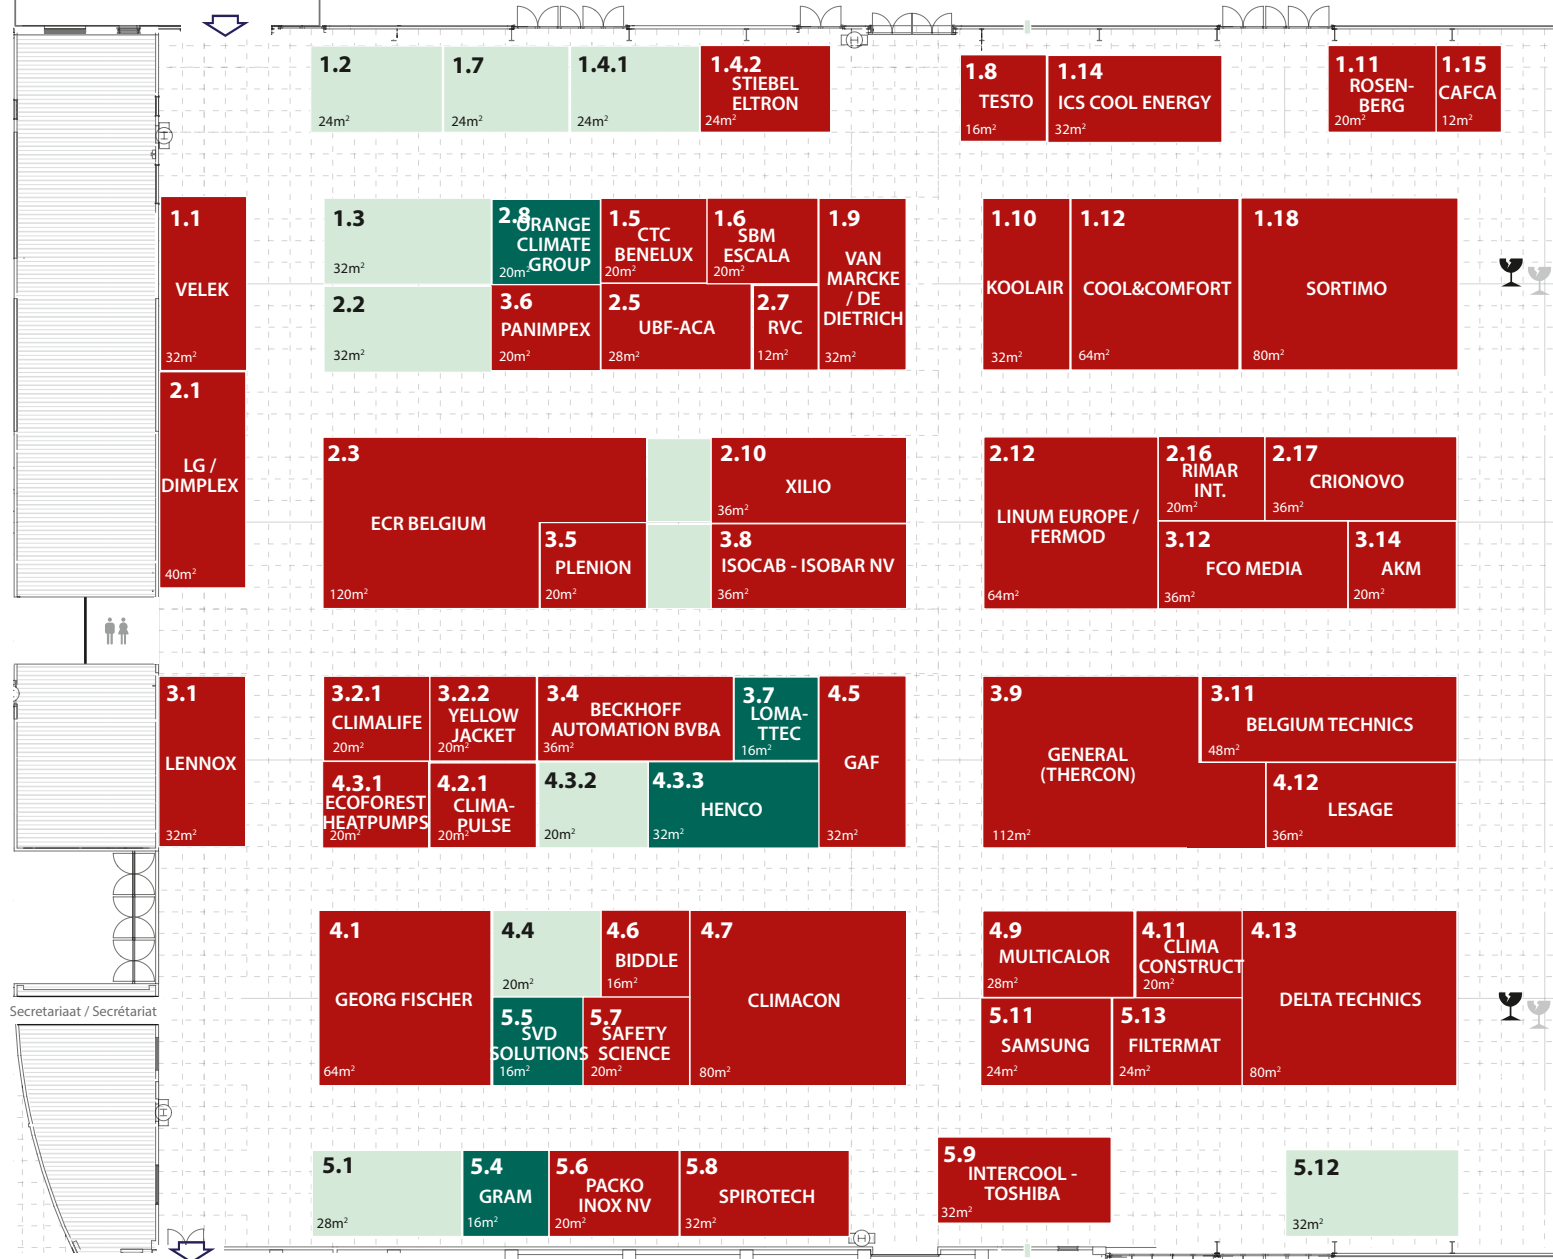 1.2
24m²
1.7
24m²
1.4.1
24m²
1.4.2
STIEBEL
ELTRON
24m²
1.8
TESTO
16m²
1.14
ICS COOL ENERGY
32m²
1.11
ROSEN-
BERG
20m²
1.15
CAFCA
12m²
1.1
VELEK
32m²
1.3
32m²
2.8
ORANGE
CLIMATE
GROUP
20m²
1.5
CTC
BENELUX
20m²
1.6
SBM
ESCALA
20m²
1.9
VAN
MARCKE
/ DE
DIETRICH
32m²
1.10
KOOLAIR
32m²
1.12
COOL&COMFORT
64m²
1.18
SORTIMO
80m²
2.2
32m²
3.6
PANIMPEX
20m²
2.5
UBF-ACA
28m²
2.7
RVC
12m²
2.1
LG /
DIMPLEX
40m²
2.3
ECR BELGIUM
120m²
3.5
PLENION
20m²
2.10
XILIO
36m²
3.8
ISOCAB - ISOBAR NV
36m²
2.12
LINUM EUROPE /
FERMOD
64m²
2.16
RIMAR
INT.
20m²
2.17
CRIONOVO
36m²
3.12
FCO MEDIA
36m²
3.14
AKM
20m²
3.1
LENNOX
32m²
3.2.1
CLIMALIFE
20m²
3.2.2
YELLOW
JACKET
20m²
3.4
BECKHOFF
AUTOMATION BVBA
36m²
3.7
LOMA-
TTEC
16m²
4.5
GAF
32m²
4.3.1
ECOFOREST
HEATPUMPS
20m²
4.2.1
CLIMA-
PULSE
20m²
4.3.2
20m²
4.3.3
HENCO
32m²
3.9
GENERAL
(THERCON)
112m²
3.11
BELGIUM TECHNICS
48m²
4.12
LESAGE
36m²
4.1
GEORG FISCHER
64m²
4.4
20m²
4.6
BIDDLE
16m²
4.7
CLIMACON
80m²
5.5
SVD
SOLUTIONS
16m²
5.7
SAFETY
SCIENCE
20m²
4.9
MULTICALOR
28m²
4.11
CLIMA
CONSTRUCT
20m²
4.13
DELTA TECHNICS
80m²
5.11
SAMSUNG
24m²
5.13
FILTERMAT
24m²
Secretariaat / Secrétariat
5.1
28m²
5.4
GRAM
16m²
5.6
PACKO
INOX NV
20m²
5.8
SPIROTECH
32m²
5.9
INTERCOOL -
TOSHIBA
32m²
5.12
32m²